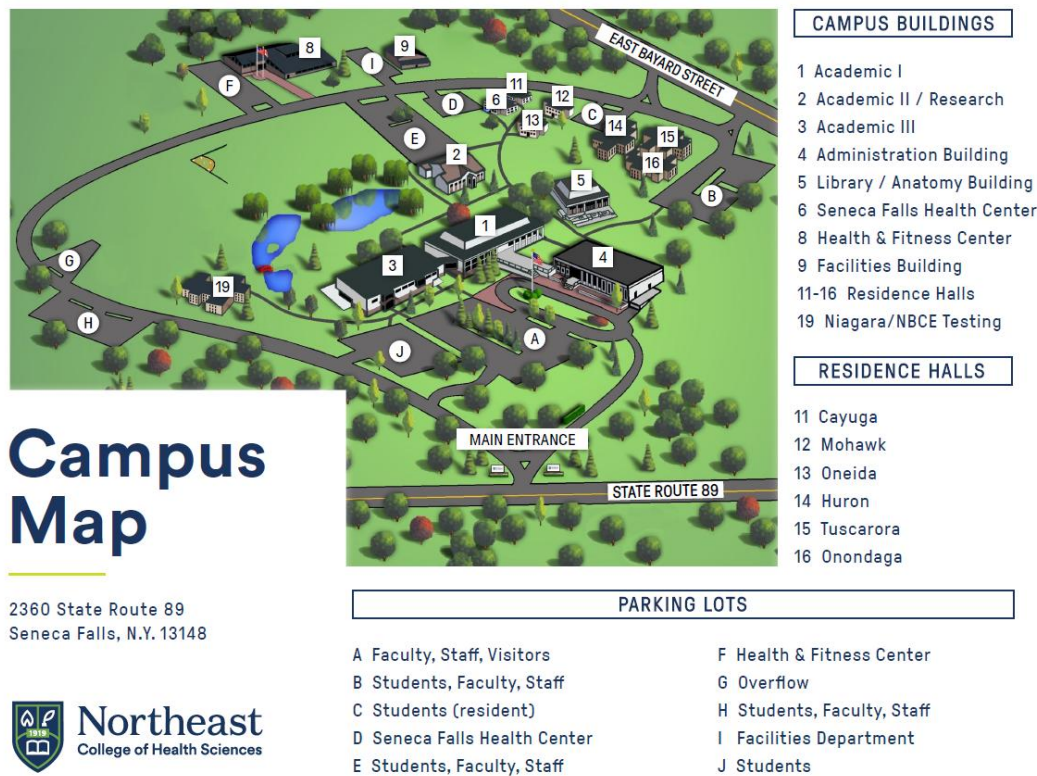 8
9
I
F
EAST BAYARD STREET
11
12
6
D
C
13
14
15
E
2
16
5
B
1
4
3
G
19
H
A
J
MAIN ENTRANCE
STATE ROUTE 89
CAMPUS BUILDINGS
1 Academic I
2 Academic II / Research
3 Academic III
4 Administration Building
5 Library / Anatomy Building
6 Seneca Falls Health Center
8 Health & Fitness Center
9 Facilities Building
11-16 Residence Halls
19 Niagara/NBCE Testing
RESIDENCE HALLS
11 Cayuga
12 Mohawk
13 Oneida
14 Huron
15 Tuscarora
16 Onondaga
Campus
Map
2360 State Route 89
Seneca Falls, N.Y. 13148
1919
Northeast
College of Health Sciences
PARKING LOTS
A Faculty, Staff, Visitors
B Students, Faculty, Staff
C Students (resident)
D Seneca Falls Health Center
E Students, Faculty, Staff
F Health & Fitness Center
G Overflow
H Students, Faculty, Staff
I Facilities Department
J Students